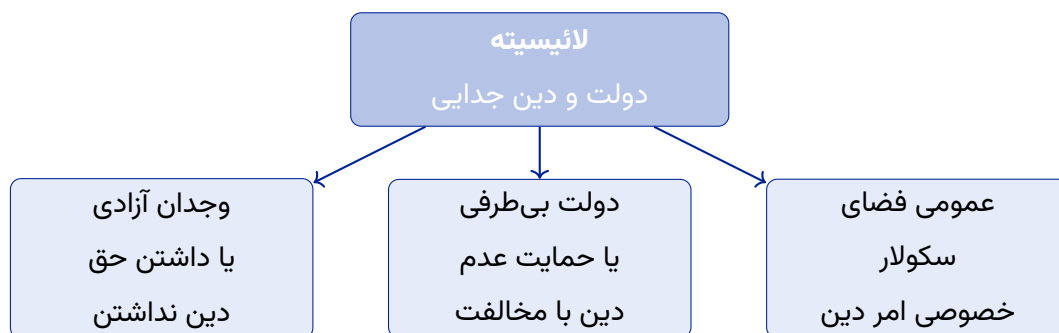 لائیسیته
دولت و دین جدایی
عمومی فضای
سکولار
خصوصی امر دین
دولت بی‌طرفی
یا حمایت عدم
دین با مخالفت
وجدان آزادی
یا داشتن حق
دین نداشتن